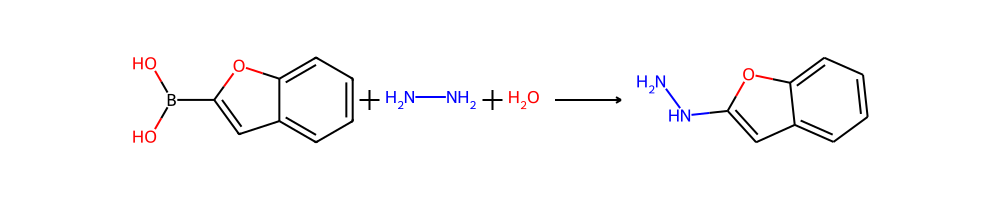 HO
B
HO
O
+
H₂N
NH₂
+
H₂O
H₂N
HN
O